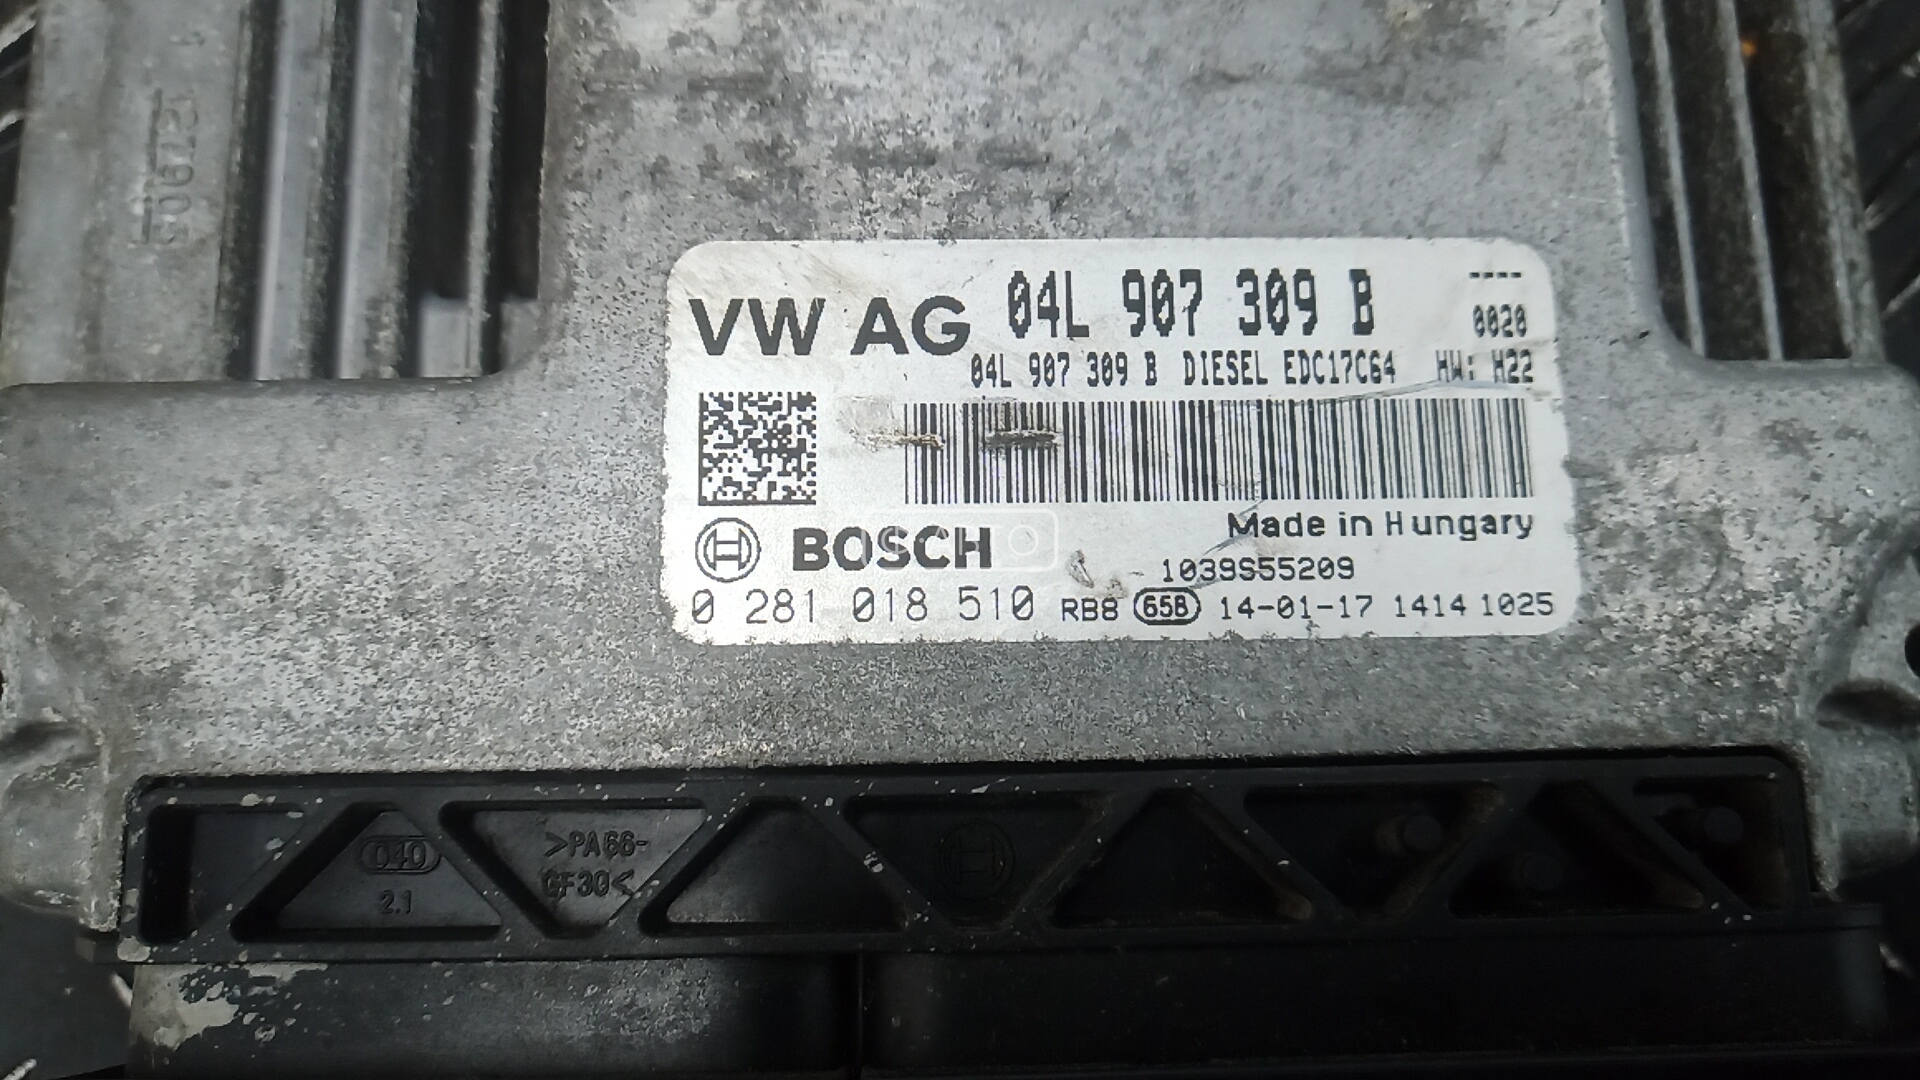 VW AG 04L 907 309 B ----
0020
04L 907 309 B DIESEL EDC17C64 HW: H22
BOSCH Made in Hungary
1039S55209
0 281 018 510 RB8 65B 14-01-17 1414 1025
040
2.1
>PA66-
GF30<